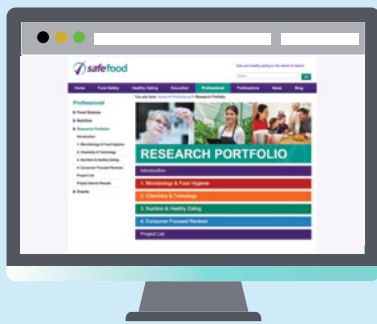 safefood
Safe and healthy eating on the island of Ireland
Search
Home Food Safety Healthy Eating Education Professional Publications News Blog
You are here: Home > Professional > Research Portfolio
Professional
Food Science
Nutrition
Research Portfolio
Introduction
1. Microbiology & Food Hygiene
2. Chemistry & Toxicology
3. Nutrition & Healthy Eating
4. Consumer Focused Reviews
Project List
Project Search Results
Events
RESEARCH PORTFOLIO
Introduction
1. Microbiology & Food Hygiene
2. Chemistry & Toxicology
3. Nutrition & Healthy Eating
4. Consumer Focused Reviews
Project List